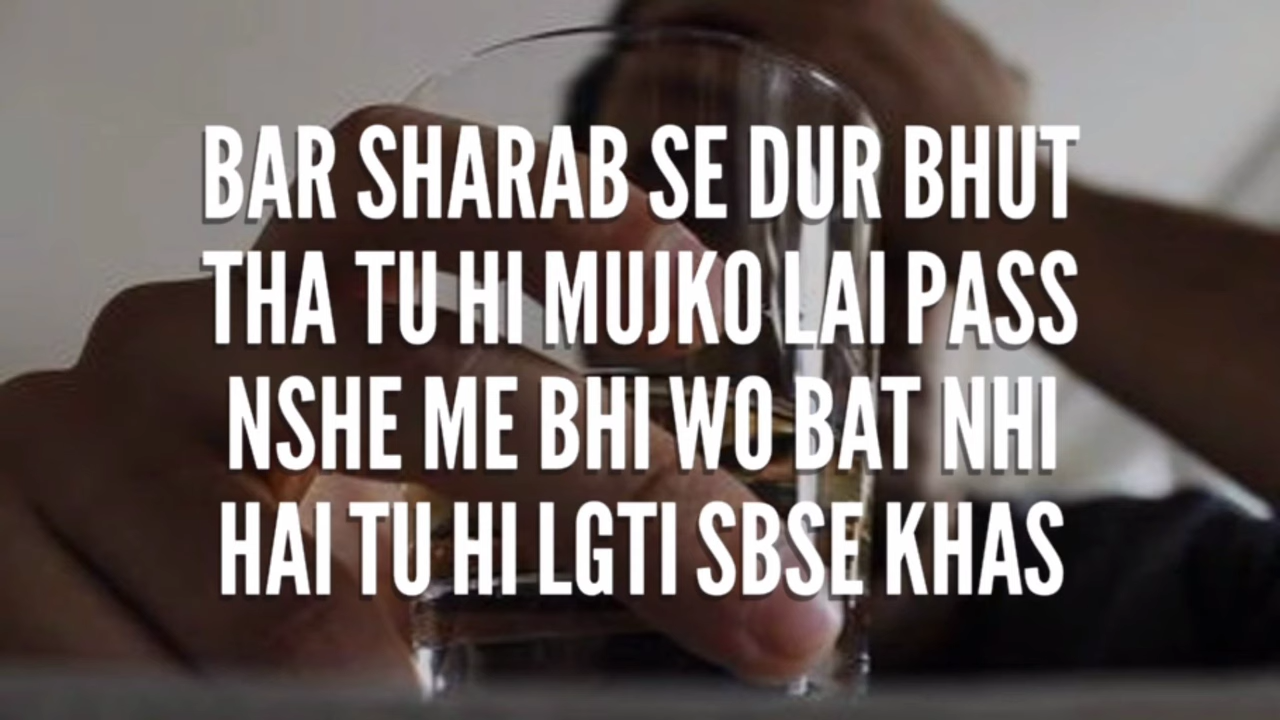 BAR SHARAB SE DUR BHUT
THA TU HI MUJKO LAI PASS
NSHE ME BHI WO BAT NHI
HAI TU HI LGTI SBSE KHAS